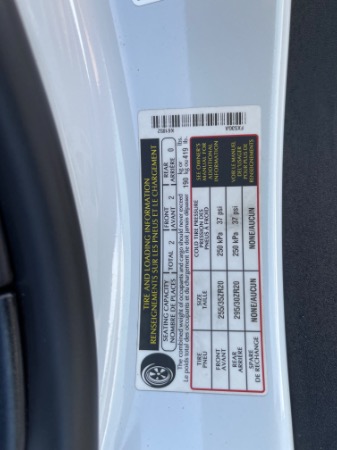 TIRE AND LOADING INFORMATION
RENSEIGNEMENTS SUR LES PNEUS ET LE CHARGEMENT
SEATING CAPACITY
NOMBRE DE PLACES
TOTAL 2
FRONT
AVANT 2
REAR
ARRIÈRE 0
The combined weight of occupants and cargo should never exceed
Le poids total des occupants et du chargement ne doit jamais dépasser
190 kg or
kg ou 419 lb.
TIRE
PNEU
SIZE
TAILLE
COLD TIRE PRESSURE
PRESSION DES
PNEUS À FROID
SEE OWNER'S
MANUAL FOR
ADDITIONAL
INFORMATION
VOIR LE MANUEL
DE L'USAGER
POUR PLUS DE
RENSEIGNEMENTS
FRONT
AVANT
255/35ZR20
250 kPa 37 psi
REAR
ARRIÈRE
295/30ZR20
250 kPa 37 psi
SPARE
DE RECHANGE
NONE/AUCUN
NONE/AUCUN